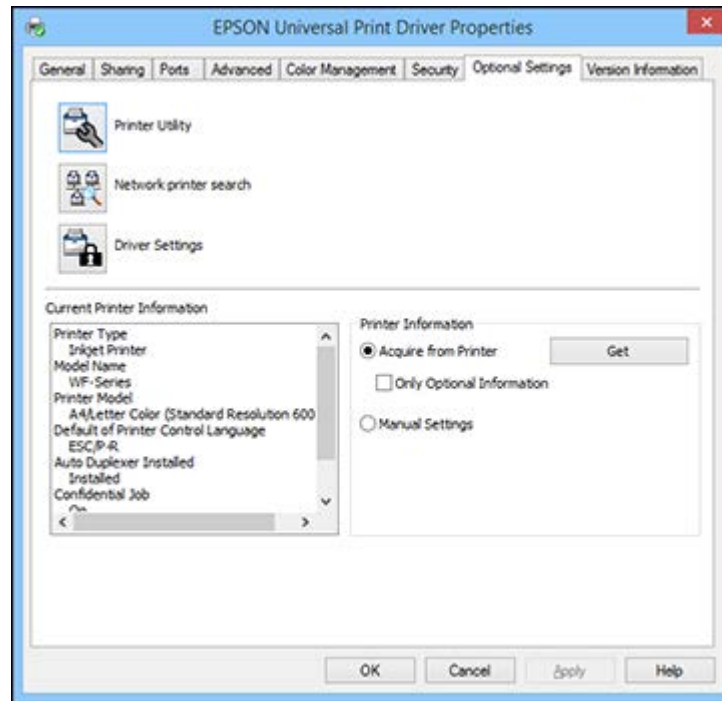 EPSON Universal Print Driver Properties
General Sharing Ports Advanced Color Management Security Optional Settings Version Information
Printer Utility
Network printer search
Driver Settings
Current Printer Information
Printer Type
Inkjet Printer
Model Name
WF-Series
Printer Model
A4/Letter Color (Standard Resolution 600
Default of Printer Control Language
ESC/P-R
Auto Duplexer Installed
Installed
Confidential Job
On
Printer Information
Acquire from Printer
Get
Only Optional Information
Manual Settings
OK Cancel Apply Help